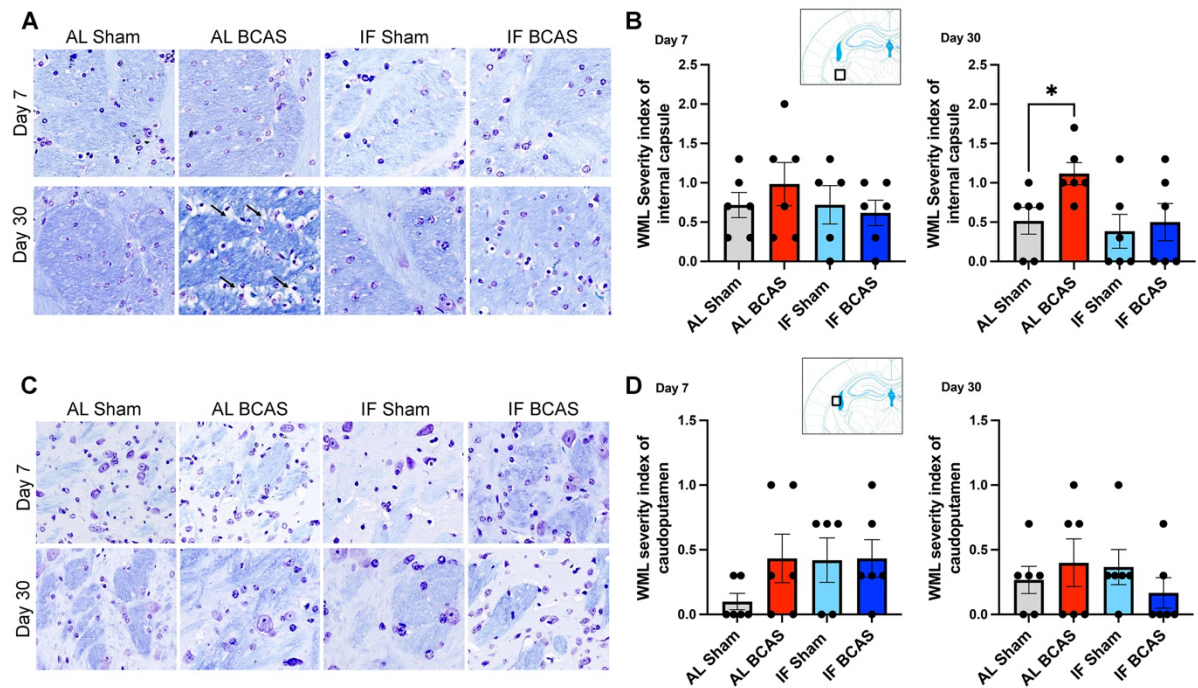 A
AL Sham
AL BCAS
IF Sham
IF BCAS
Day 7
Day 30
B
Day 7
WML Severity index of
internal capsule
2.5
2.0
1.5
1.0
0.5
0.0
AL Sham
AL BCAS
IF Sham
IF BCAS
Day 30
WML Severity index of
internal capsule
2.5
2.0
1.5
1.0
0.5
0.0
*
AL Sham
AL BCAS
IF Sham
IF BCAS
C
AL Sham
AL BCAS
IF Sham
IF BCAS
Day 7
Day 30
D
Day 7
WML severity index of
caudoputamen
1.5
1.0
0.5
0.0
AL Sham
AL BCAS
IF Sham
IF BCAS
Day 30
WML severity index of
caudoputamen
1.5
1.0
0.5
0.0
AL Sham
AL BCAS
IF Sham
IF BCAS